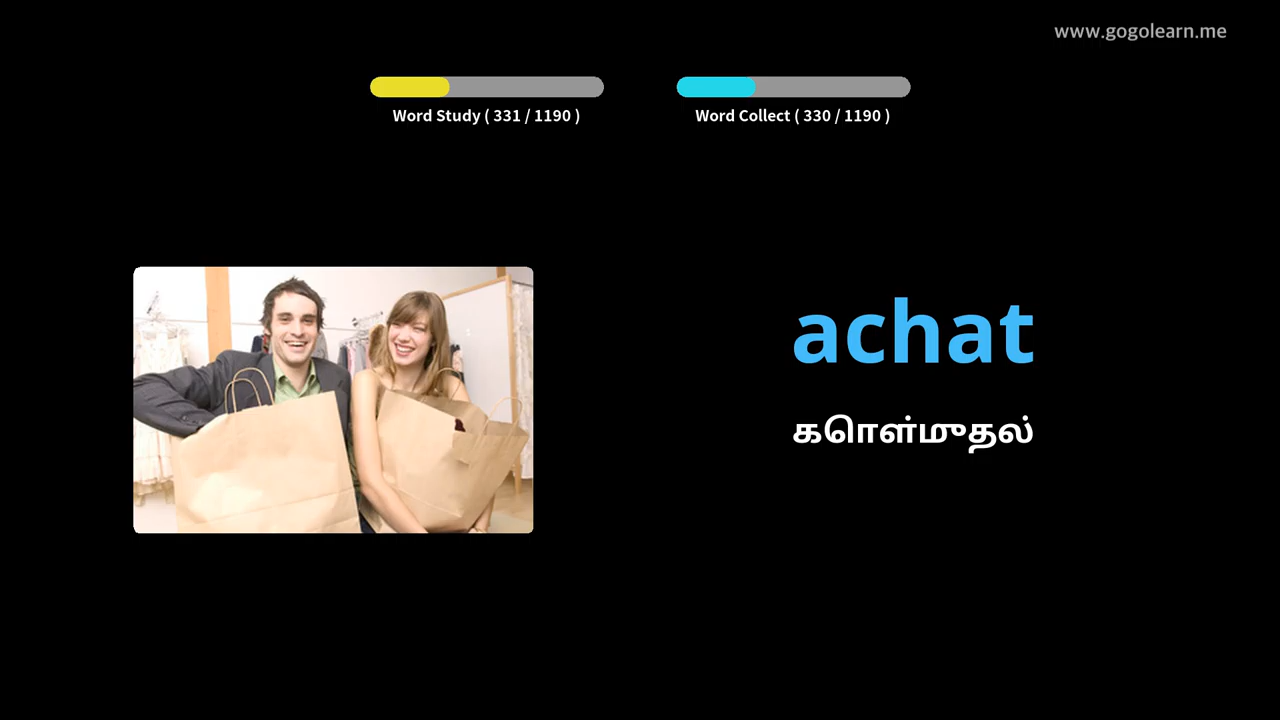 www.gogolearn.me
Word Study ( 331 / 1190 )
Word Collect ( 330 / 1190 )
achat
கொள்முதல்